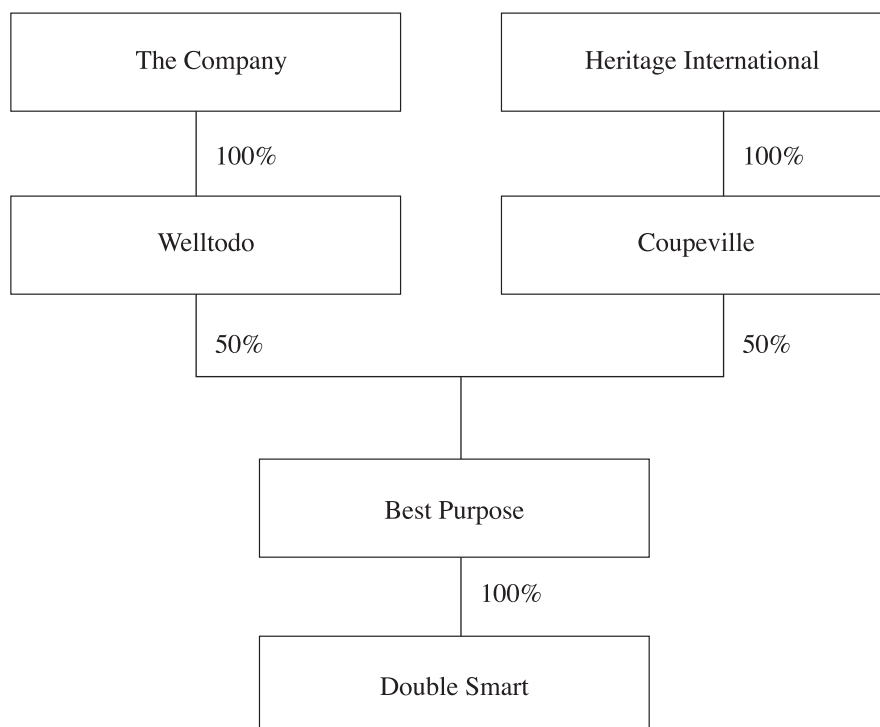 The Company
Heritage International
100%
100%
Welltodo
Coupeville
50%
50%
Best Purpose
100%
Double Smart